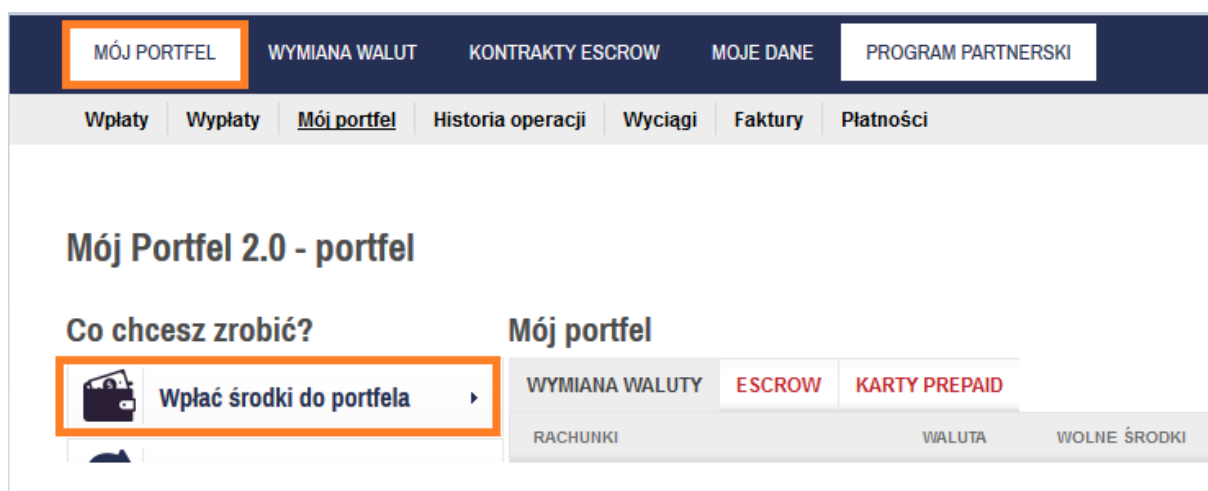 MÓJ PORTFEL WYMIANA WALUT KONTRAKTY ESCROW MOJE DANE PROGRAM PARTNERSKI
Wpłaty Wypłaty Mój portfel Historia operacji Wyciągi Faktury Płatności
Mój Portfel 2.0 - portfel
Co chcesz zrobić?
Wpłać środki do portfela
Mój portfel
WYMIANA WALUTY ESCROW KARTY PREPAID
RACHUNKI WALUTA WOLNE ŚRODKI